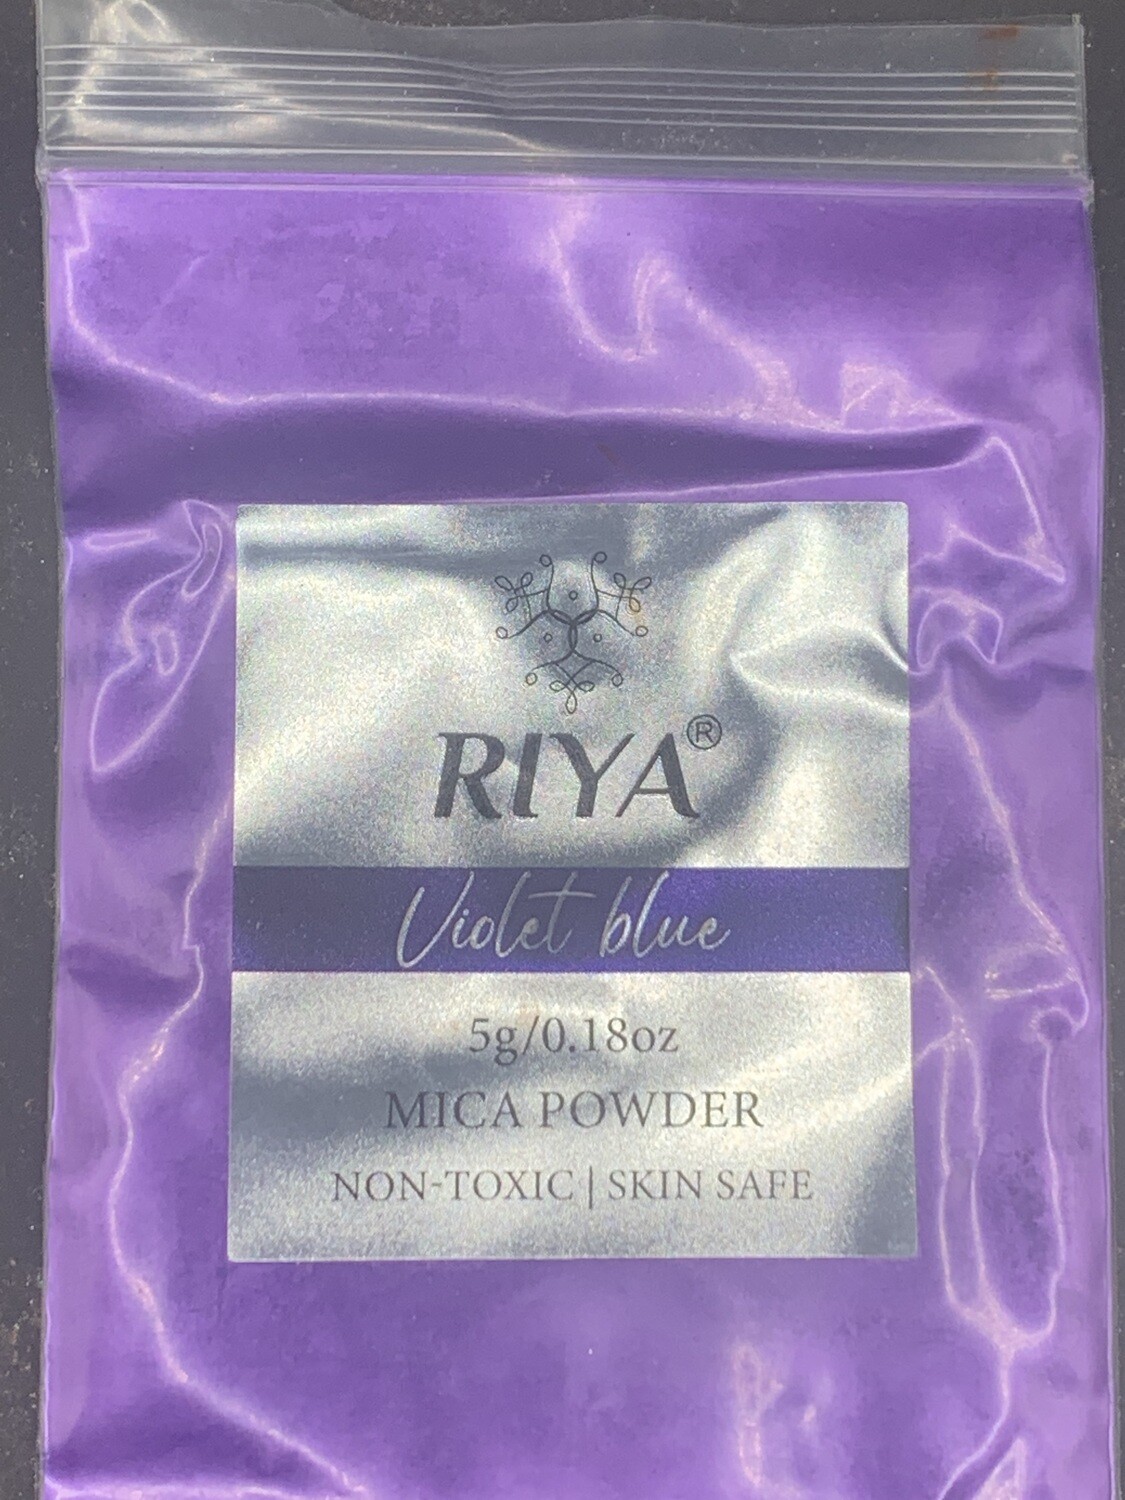 RIYA®
Violet blue
5g/0.18oz
MICA POWDER
NON-TOXIC | SKIN SAFE